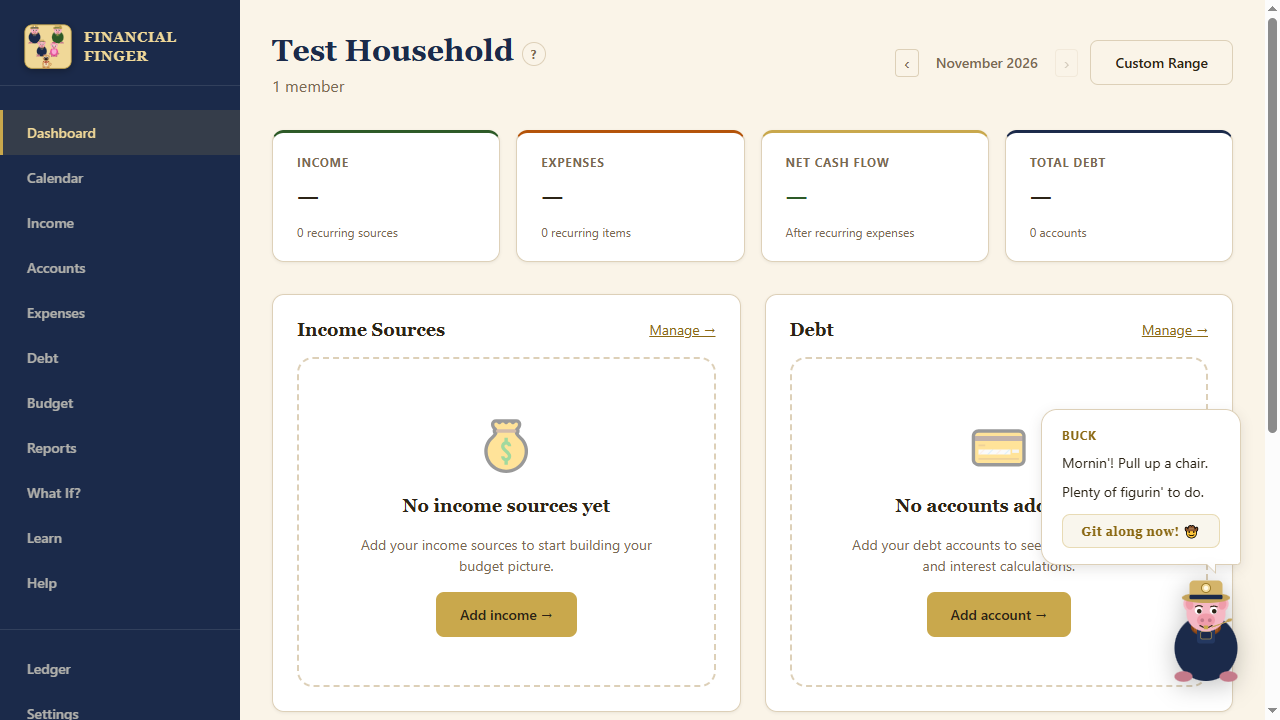 FINANCIAL
FINGER
Dashboard
Calendar
Income
Accounts
Expenses
Debt
Budget
Reports
What If?
Learn
Help
Ledger
Settings
Test Household
?
1 member
‹
November 2026
›
Custom Range
INCOME
—
0 recurring sources
EXPENSES
—
0 recurring items
NET CASH FLOW
—
After recurring expenses
TOTAL DEBT
—
0 accounts
Income Sources
Manage →
$
No income sources yet
Add your income sources to start building your
budget picture.
Add income →
Debt
Manage →
No accounts
Add your debt accounts to see
and interest calculations.
Add account →
BUCK
Mornin'! Pull up a chair.
Plenty of figurin' to do.
Git along now! 🤠